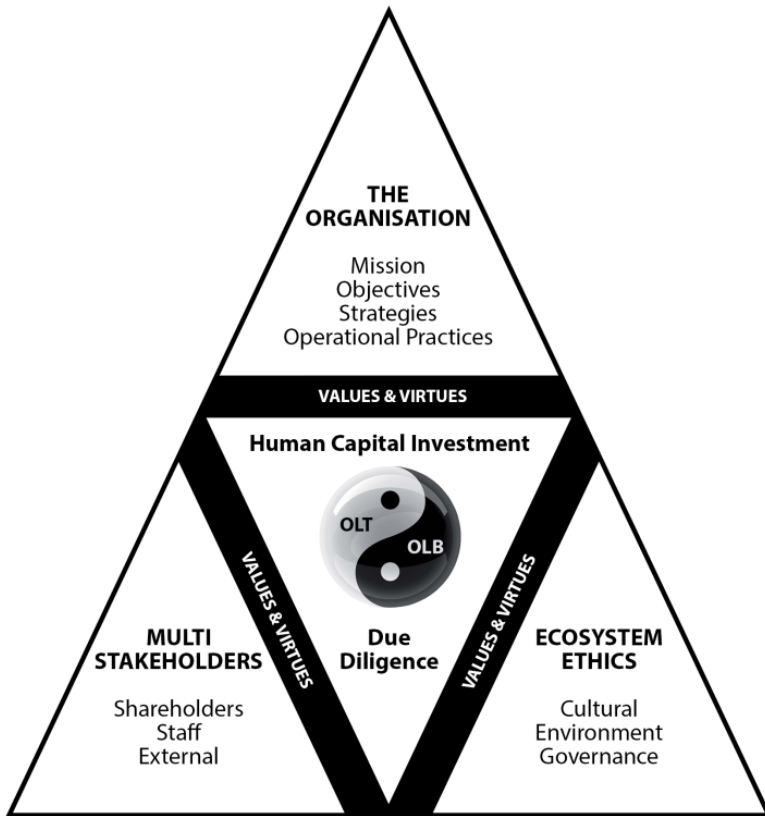 THE
ORGANISATION
Mission
Objectives
Strategies
Operational Practices
VALUES & VIRTUES
Human Capital Investment
OLT
OLB
Due
Diligence
VALUES & VIRTUES
VALUES & VIRTUES
MULTI
STAKEHOLDERS
Shareholders
Staff
External
ECOSYSTEM
ETHICS
Cultural
Environment
Governance